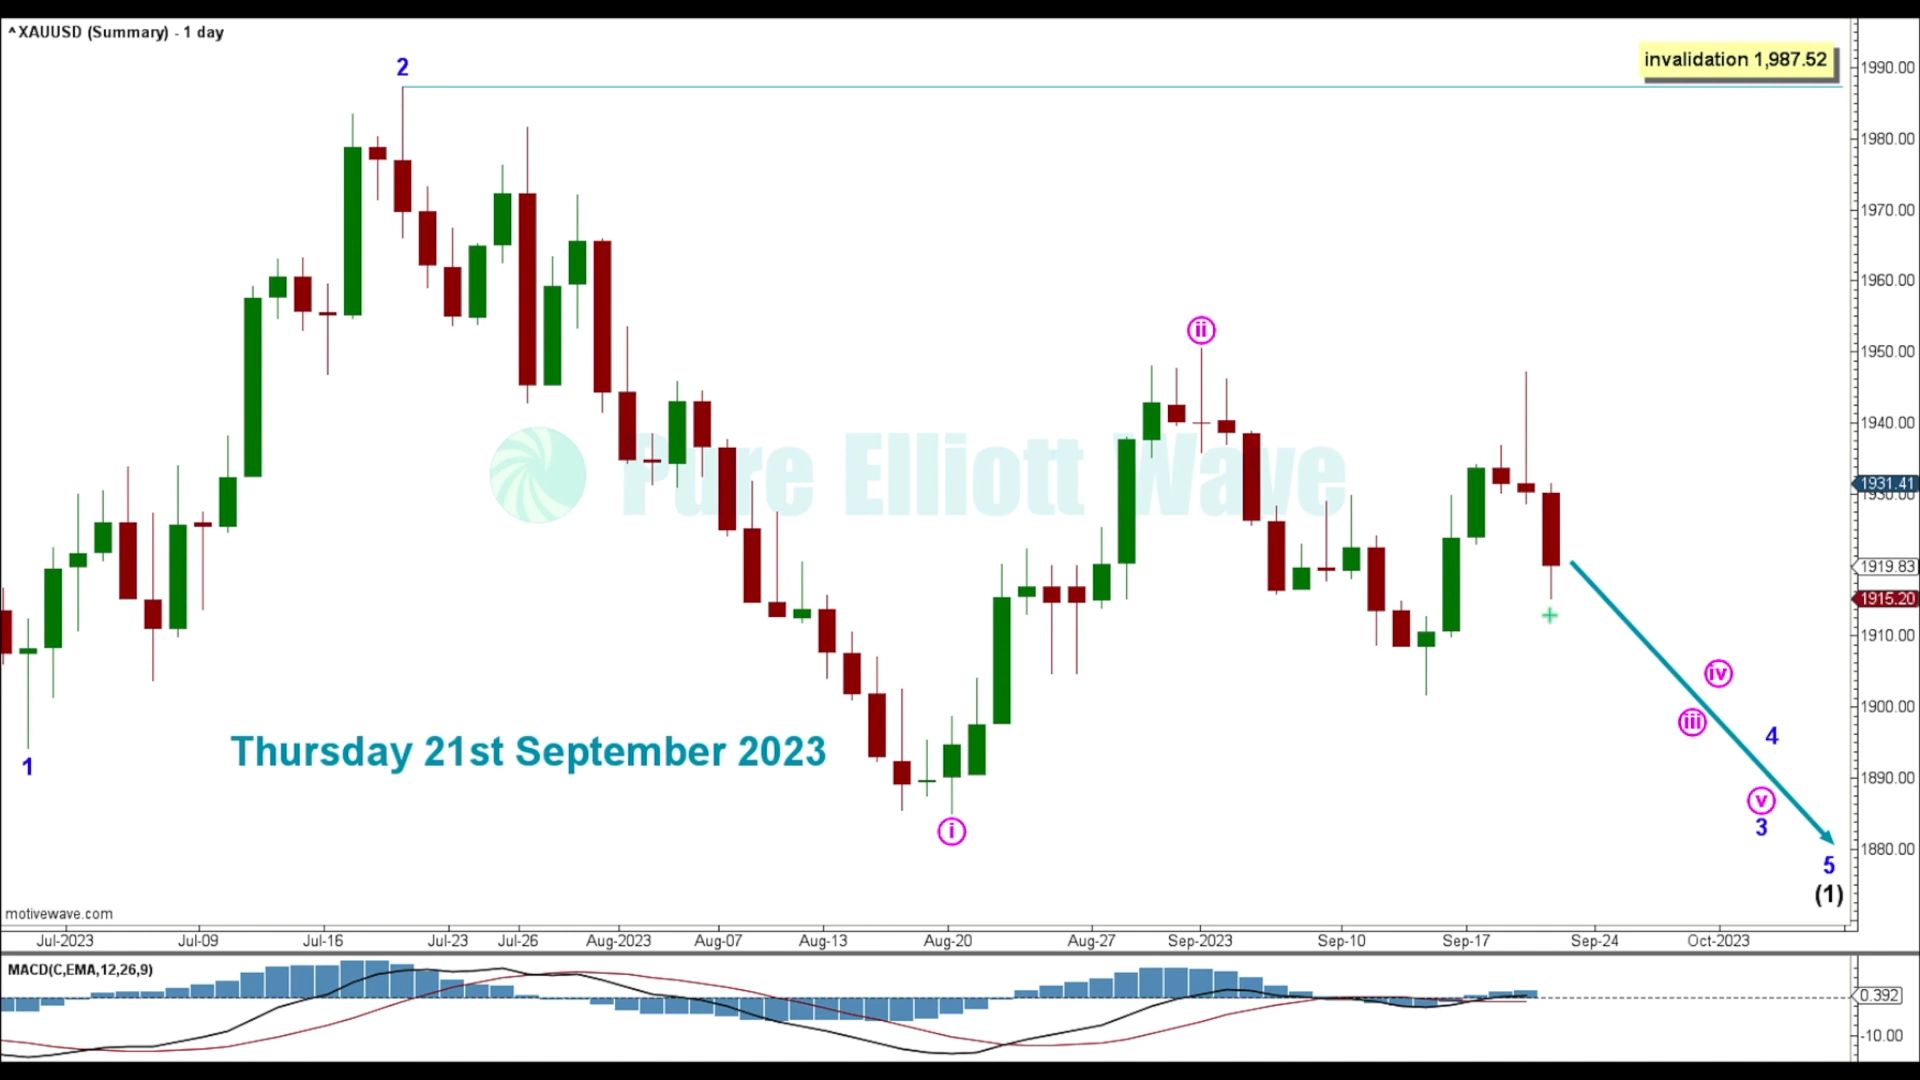 ^XAUUSD (Summary) - 1 day
invalidation 1,987.52
2
1990.00
1980.00
1970.00
1960.00
1950.00
ii
1940.00
Pure Elliott Wave
1931.41
1930.00
1919.83
1915.20
1910.00
iv
1900.00
iii
4
Thursday 21st September 2023
1
1890.00
v
3
i
1880.00
5
(1)
motivewave.com
Jul-2023 Jul-09 Jul-16 Jul-23 Jul-26 Aug-2023 Aug-07 Aug-13 Aug-20 Aug-27 Sep-2023 Sep-10 Sep-17 Sep-24 Oct-2023
MACD(C,EMA,12,26,9)
0.392
-10.00